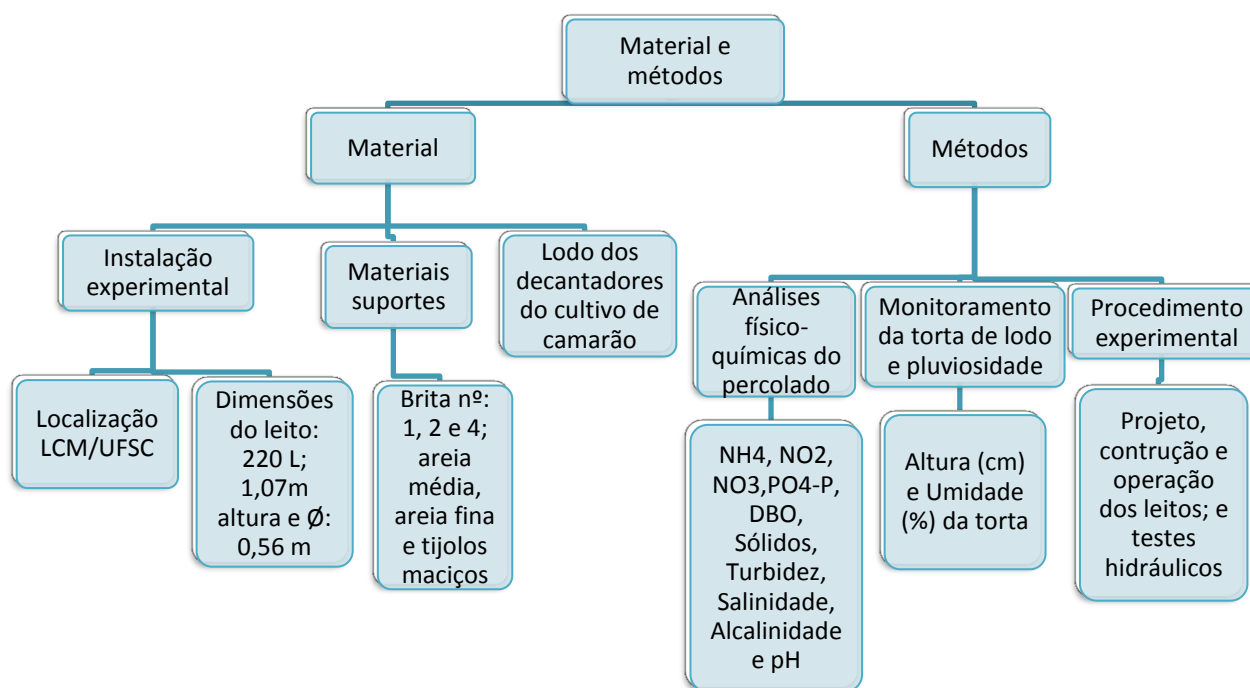 Material e
métodos
Material
Métodos
Instalação
experimental
Materiais
suportes
Lodo dos
decantadores
do cultivo de
camarão
Análises
físico-
químicas do
percolado
Monitoramento
da torta de lodo
e pluviosidade
Procedimento
experimental
Localização
LCM/UFSC
Dimensões
do leito:
220 L;
1,07m
altura e Ø:
0,56 m
Brita nº:
1, 2 e 4;
areia
média,
areia fina
e tijolos
maciços
NH4, NO2,
NO3,PO4-P,
DBO,
Sólidos,
Turbidez,
Salinidade,
Alcalinidade
e pH
Altura (cm)
e Umidade
(%) da torta
Projeto,
contrução e
operação
dos leitos; e
testes
hidráulicos